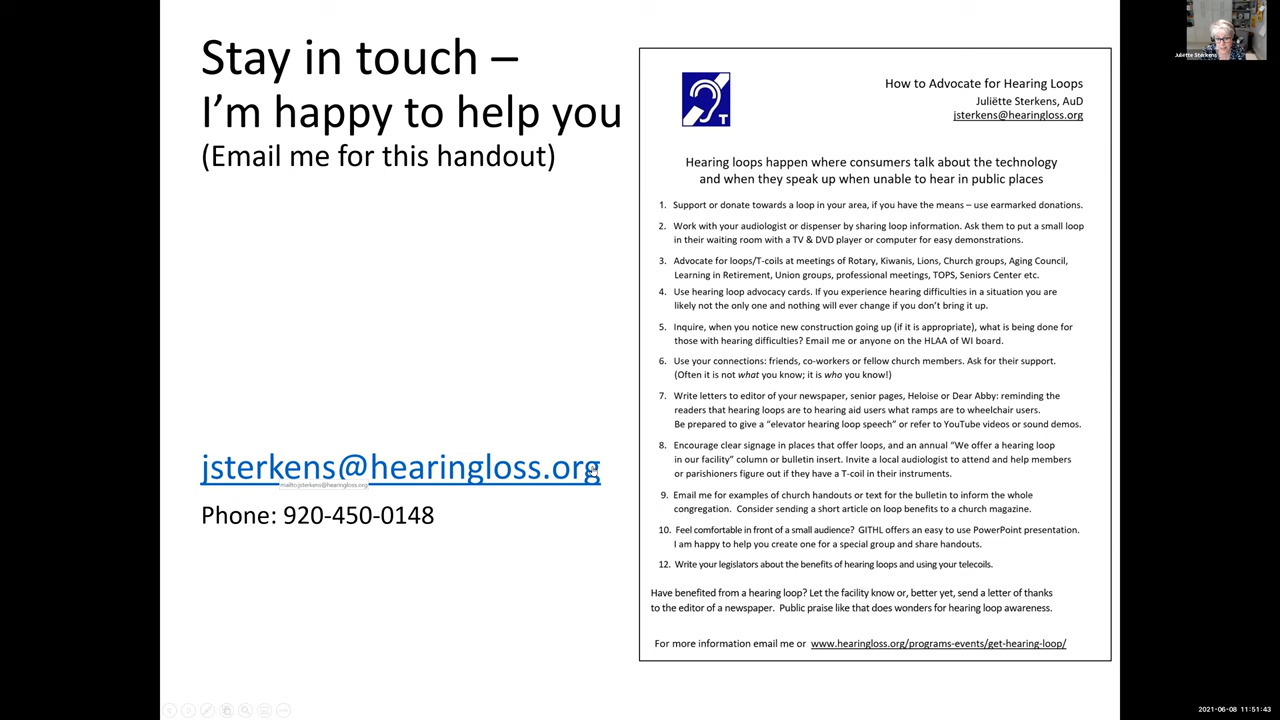 Stay in touch –
I'm happy to help you
(Email me for this handout)
jsterkens@hearingloss.org
mailto:jsterkens@hearingloss.org
Phone: 920-450-0148
T
How to Advocate for Hearing Loops
Juliëtte Sterkens, AuD
jsterkens@hearingloss.org
Hearing loops happen where consumers talk about the technology
and when they speak up when unable to hear in public places
1. Support or donate towards a loop in your area, if you have the means – use earmarked donations.
2. Work with your audiologist or dispenser by sharing loop information. Ask them to put a small loop
in their waiting room with a TV & DVD player or computer for easy demonstrations.
3. Advocate for loops/T-coils at meetings of Rotary, Kiwanis, Lions, Church groups, Aging Council,
Learning in Retirement, Union groups, professional meetings, TOPS, Seniors Center etc.
4. Use hearing loop advocacy cards. If you experience hearing difficulties in a situation you are
likely not the only one and nothing will ever change if you don't bring it up.
5. Inquire, when you notice new construction going up (if it is appropriate), what is being done for
those with hearing difficulties? Email me or anyone on the HLAA of WI board.
6. Use your connections: friends, co-workers or fellow church members. Ask for their support.
(Often it is not what you know; it is who you know!)
7. Write letters to editor of your newspaper, senior pages, Heloise or Dear Abby: reminding the
readers that hearing loops are to hearing aid users what ramps are to wheelchair users.
Be prepared to give a "elevator hearing loop speech" or refer to YouTube videos or sound demos.
8. Encourage clear signage in places that offer loops, and an annual "We offer a hearing loop
in our facility" column or bulletin insert. Invite a local audiologist to attend and help members
or parishioners figure out if they have a T-coil in their instruments.
9. Email me for examples of church handouts or text for the bulletin to inform the whole
congregation. Consider sending a short article on loop benefits to a church magazine.
10. Feel comfortable in front of a small audience? GITHL offers an easy to use PowerPoint presentation.
I am happy to help you create one for a special group and share handouts.
12. Write your legislators about the benefits of hearing loops and using your telecoils.
Have benefited from a hearing loop? Let the facility know or, better yet, send a letter of thanks
to the editor of a newspaper. Public praise like that does wonders for hearing loop awareness.
For more information email me or www.hearingloss.org/programs-events/get-hearing-loop/
Juliette Sterkens
2021-06-08 11:51:43